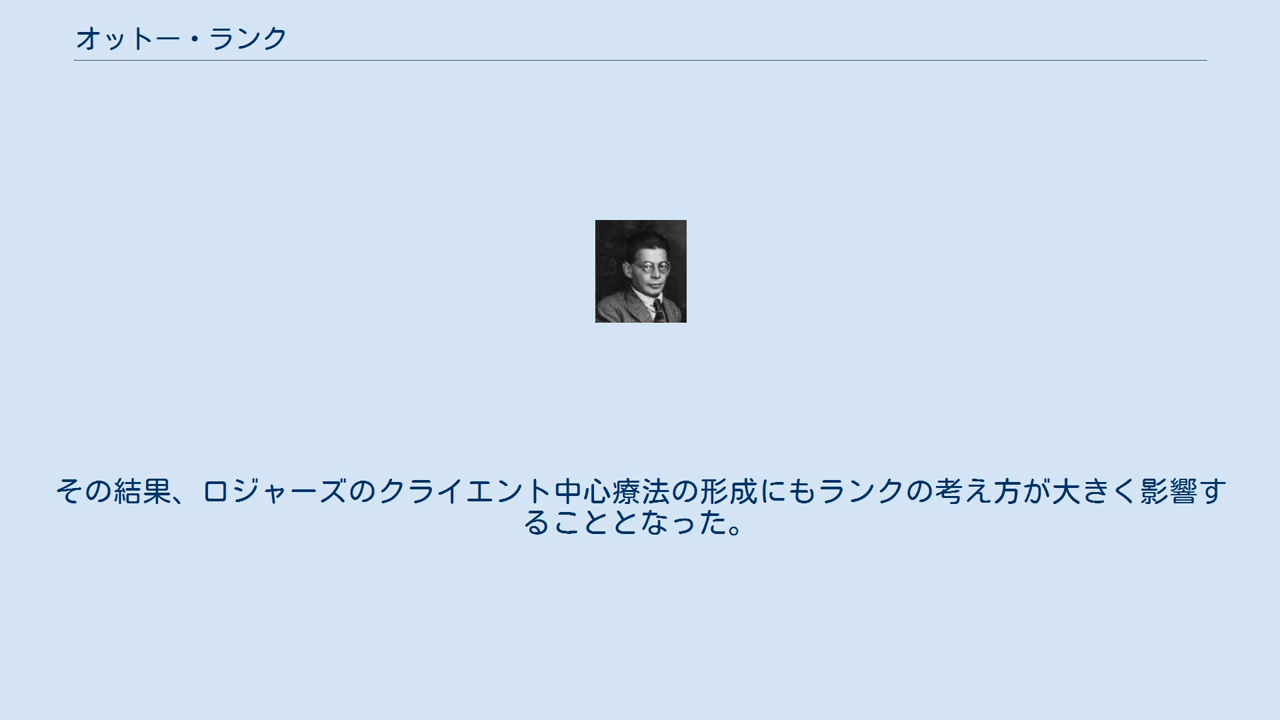 オットー・ランク
その結果、ロジャーズのクライエント中心療法の形成にもランクの考え方が大きく影響す
ることとなった。